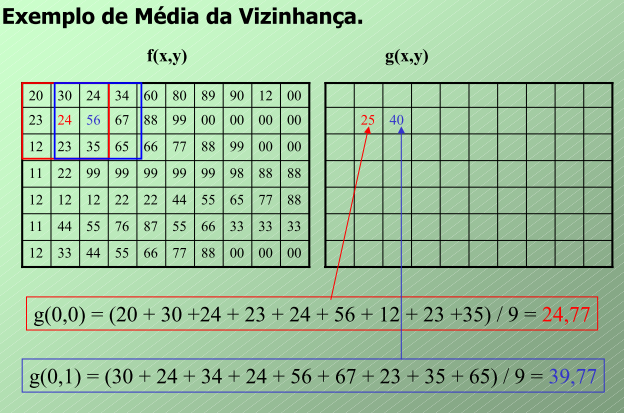 Exemplo de Média da Vizinhança.
f(x,y) g(x,y)
20 30 24 34 60 80 89 90 12 00
23 24 56 67 88 99 00 00 00 00 25 40
12 23 35 65 66 77 88 99 00 00
11 22 99 99 99 99 99 98 88 88
12 12 12 22 22 44 55 65 77 88
11 44 55 76 87 55 66 33 33 33
12 33 44 55 66 77 88 00 00 00
g(0,0) = (20 + 30 +24 + 23 + 24 + 56 + 12 + 23 +35) / 9 = 24,77
g(0,1) = (30 + 24 + 34 + 24 + 56 + 67 + 23 + 35 + 65) / 9 = 39,77